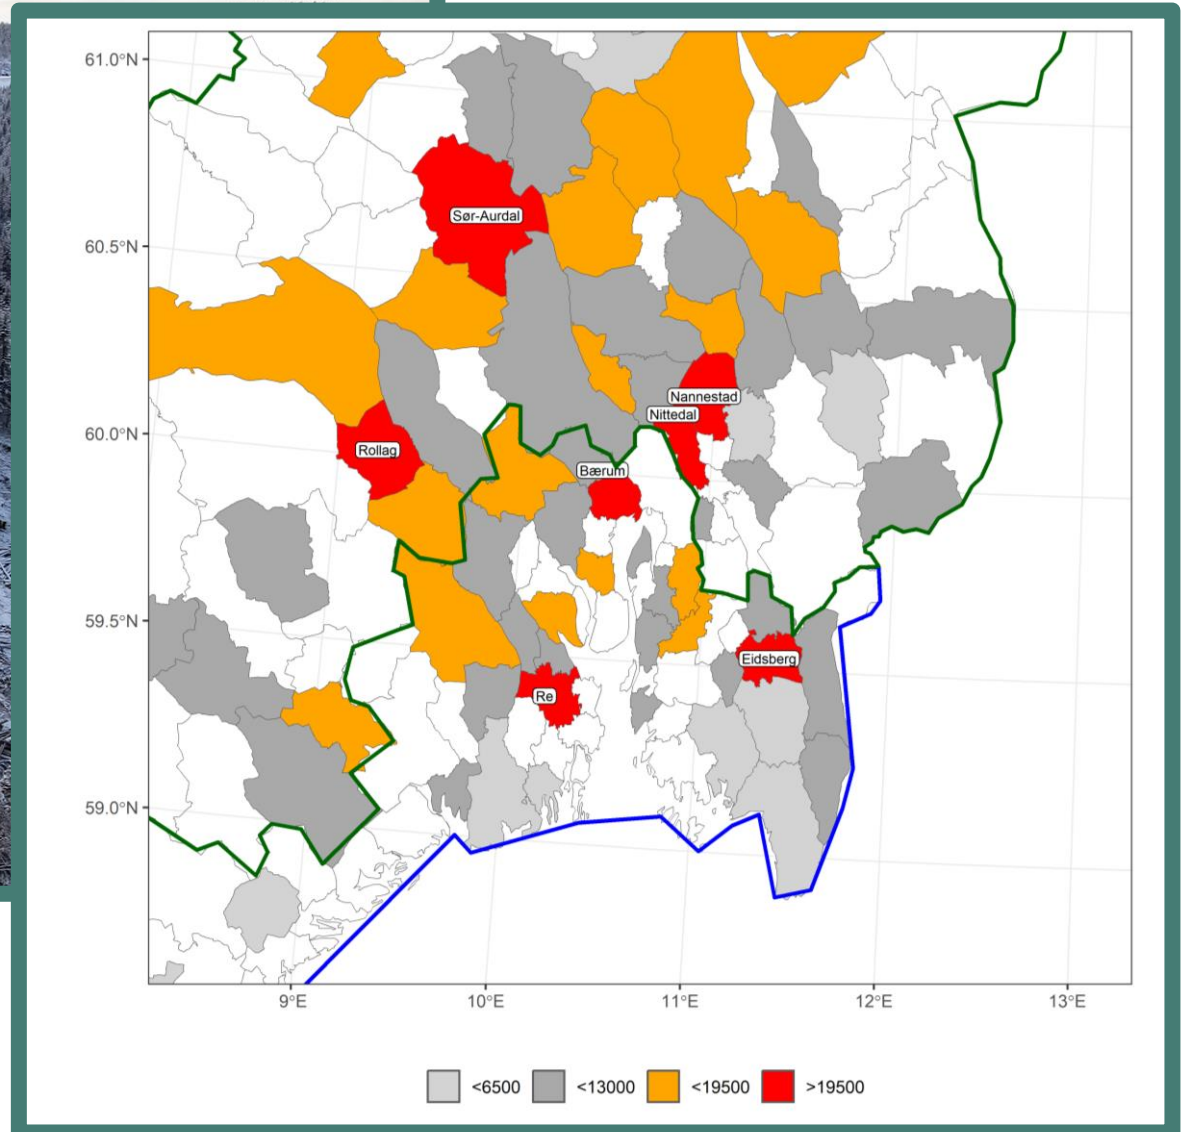 61.0°N
60.5°N
60.0°N
59.5°N
59.0°N
Sør-Aurdal
Nannestad
Nittedal
Rollag
Bærum
Eidsberg
Re
9°E
10°E
11°E
12°E
13°E
<6500
<13000
<19500
>19500